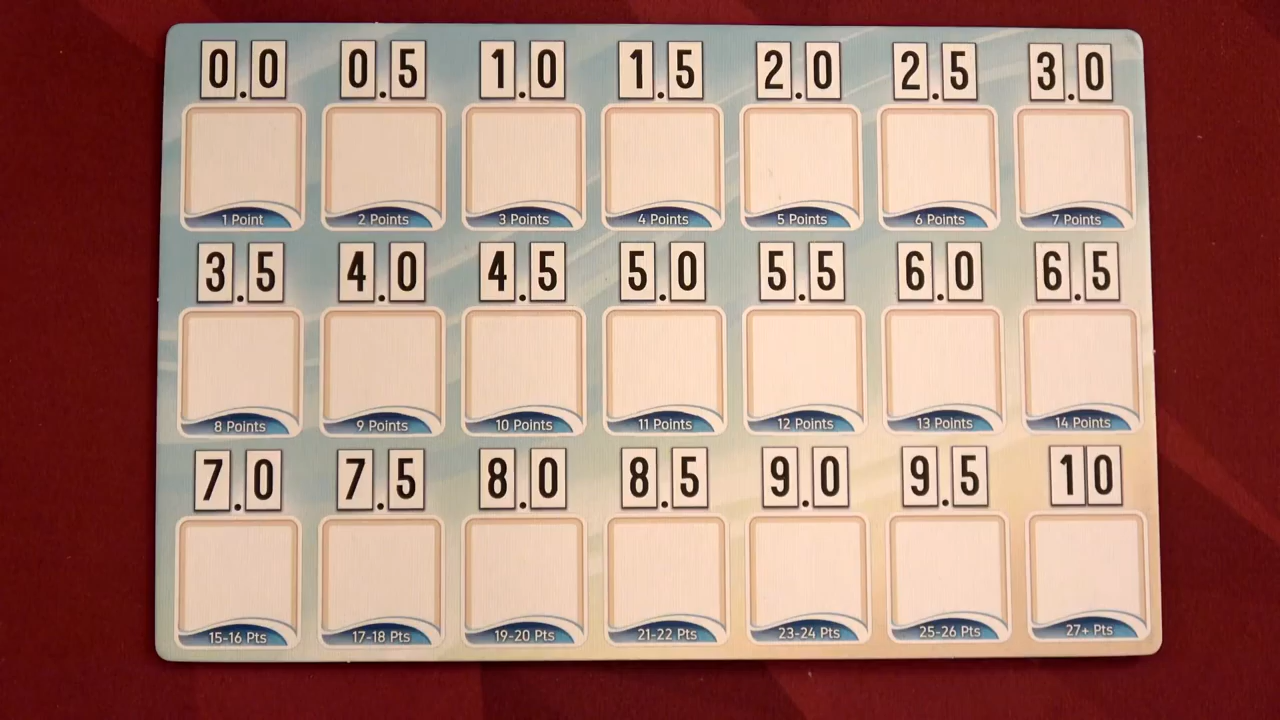 0.0 0.5 1.0 1.5 2.0 2.5 3.0
1 Point 2 Points 3 Points 4 Points 5 Points 6 Points 7 Points
3.5 4.0 4.5 5.0 5.5 6.0 6.5
8 Points 9 Points 10 Points 11 Points 12 Points 13 Points 14 Points
7.0 7.5 8.0 8.5 9.0 9.5 10
15-16 Pts 17-18 Pts 19-20 Pts 21-22 Pts 23-24 Pts 25-26 Pts 27+ Pts